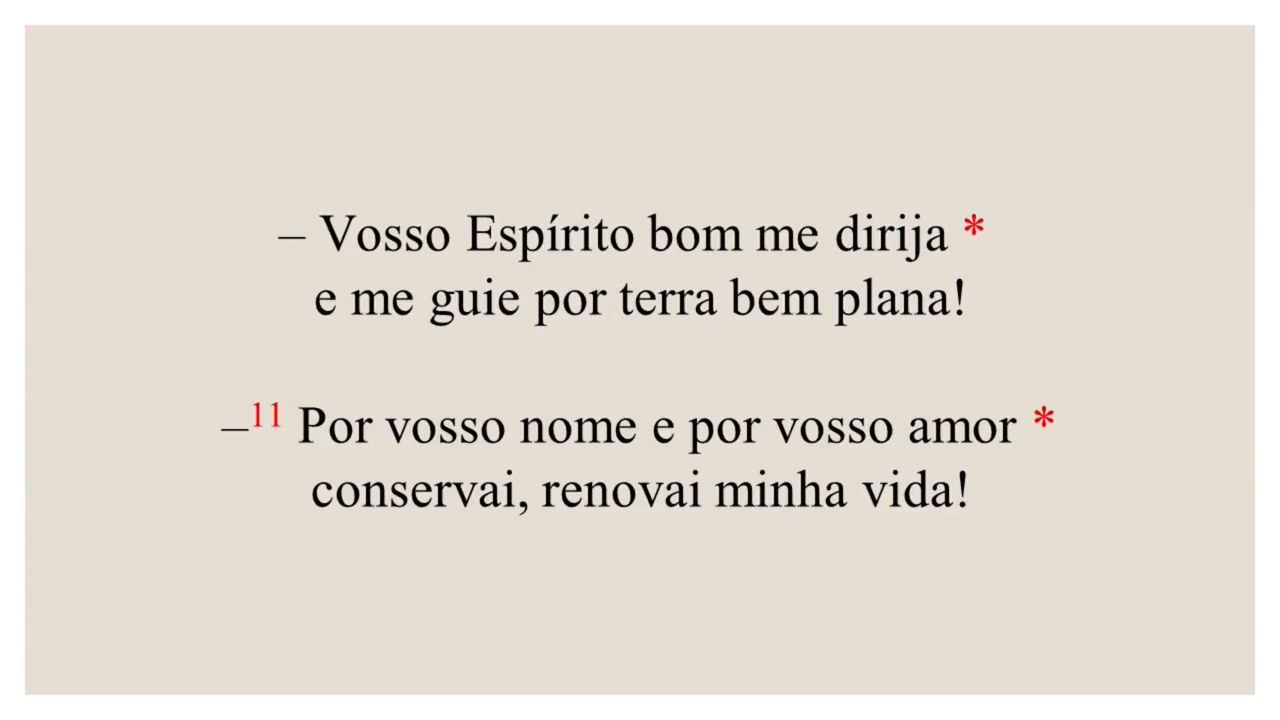 – Vosso Espírito bom me dirija *
e me guie por terra bem plana!
–11 Por vosso nome e por vosso amor *
conservai, renovai minha vida!